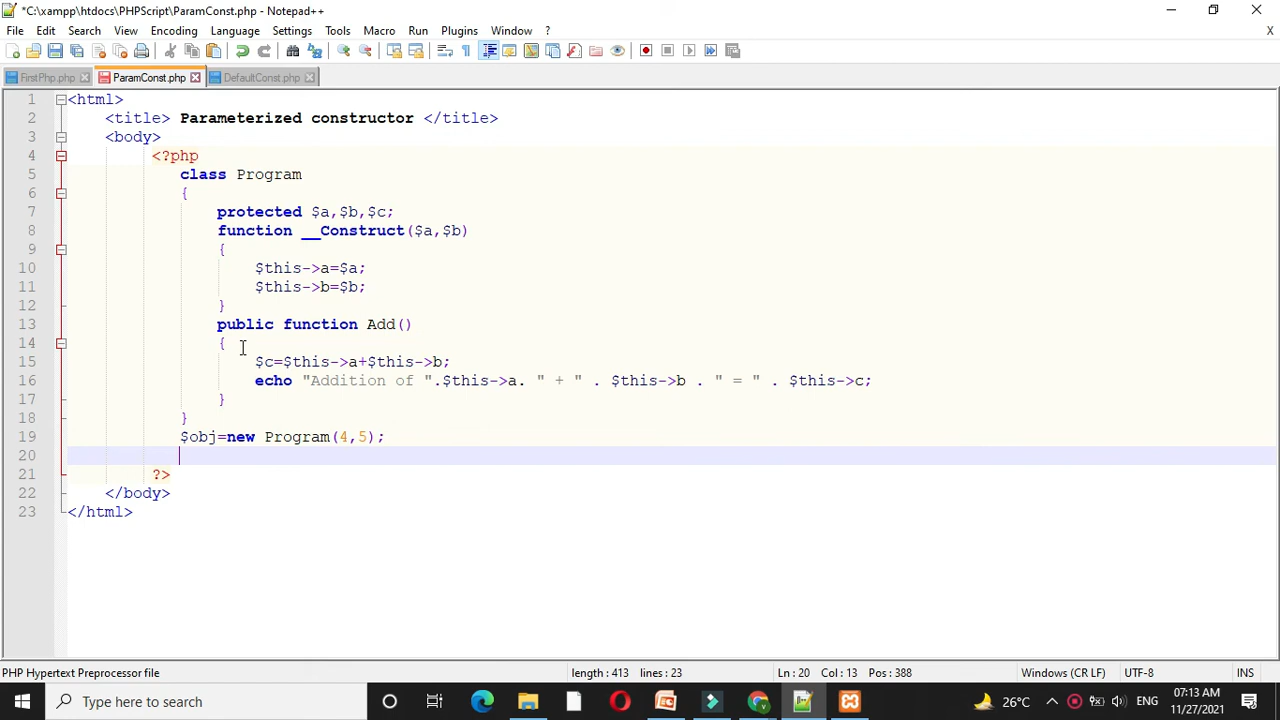 *C:\xampp\htdocs\PHPScript\ParamConst.php - Notepad++
File Edit Search View Encoding Language Settings Tools Macro Run Plugins Window ? X
FirstPhp.php ParamConst.php DefaultConst.php
1 <html>
2 <title> Parameterized constructor </title>
3 <body>
4 <?php
5 class Program
6 {
7 protected $a,$b,$c;
8 function __Construct($a,$b)
9 {
10 $this->a=$a;
11 $this->b=$b;
12 }
13 public function Add()
14 {
15 $c=$this->a+$this->b;
16 echo "Addition of ".$this->a. " + " . $this->b . " = " . $this->c;
17 }
18 }
19 $obj=new Program(4,5);
20
21 ?>
22 </body>
23 </html>
PHP Hypertext Preprocessor file length : 413 lines : 23 Ln : 20 Col : 13 Pos : 388 Windows (CR LF) UTF-8 INS
Type here to search 26°C ENG 07:13 AM 11/27/2021